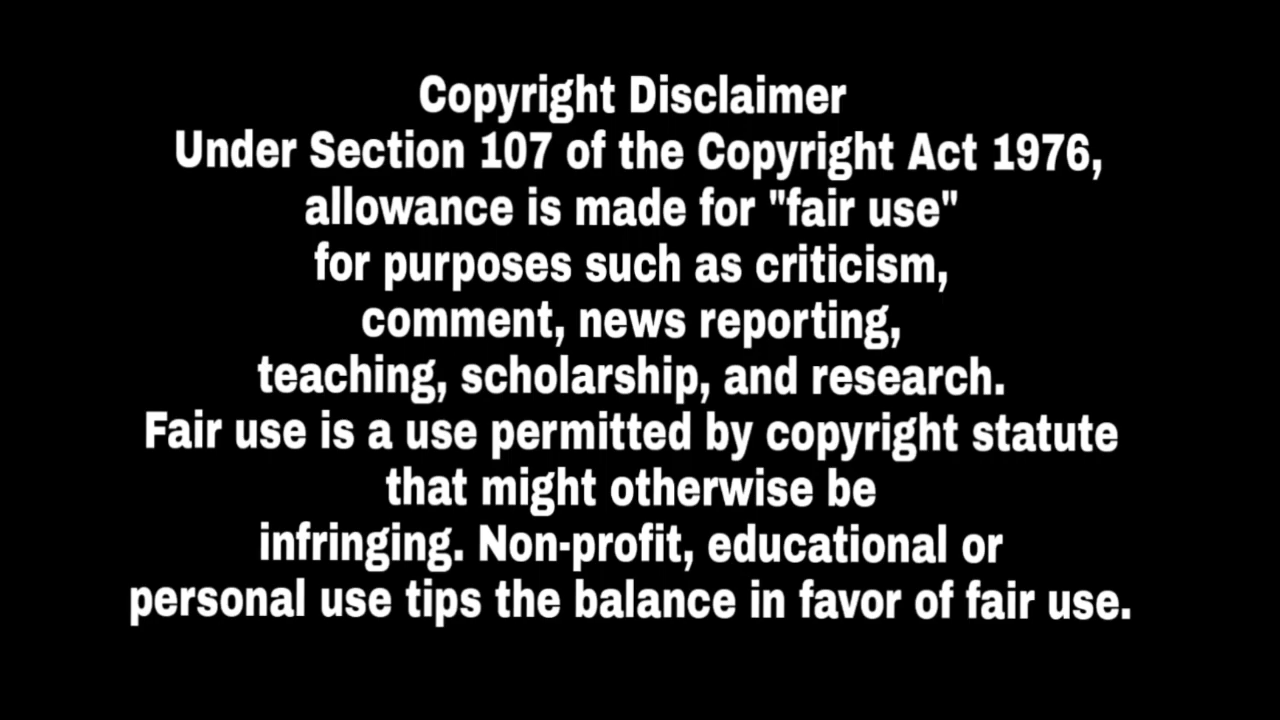 Copyright Disclaimer
Under Section 107 of the Copyright Act 1976,
allowance is made for "fair use"
for purposes such as criticism,
comment, news reporting,
teaching, scholarship, and research.
Fair use is a use permitted by copyright statute
that might otherwise be
infringing. Non-profit, educational or
personal use tips the balance in favor of fair use.